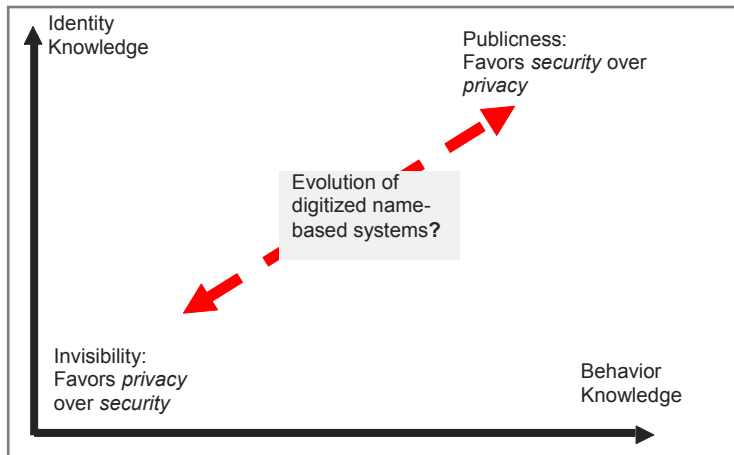 Identity
Knowledge
Publicness:
Favors security over
privacy
Evolution of
digitized name-
based systems?
Invisibility:
Favors privacy
over security
Behavior
Knowledge